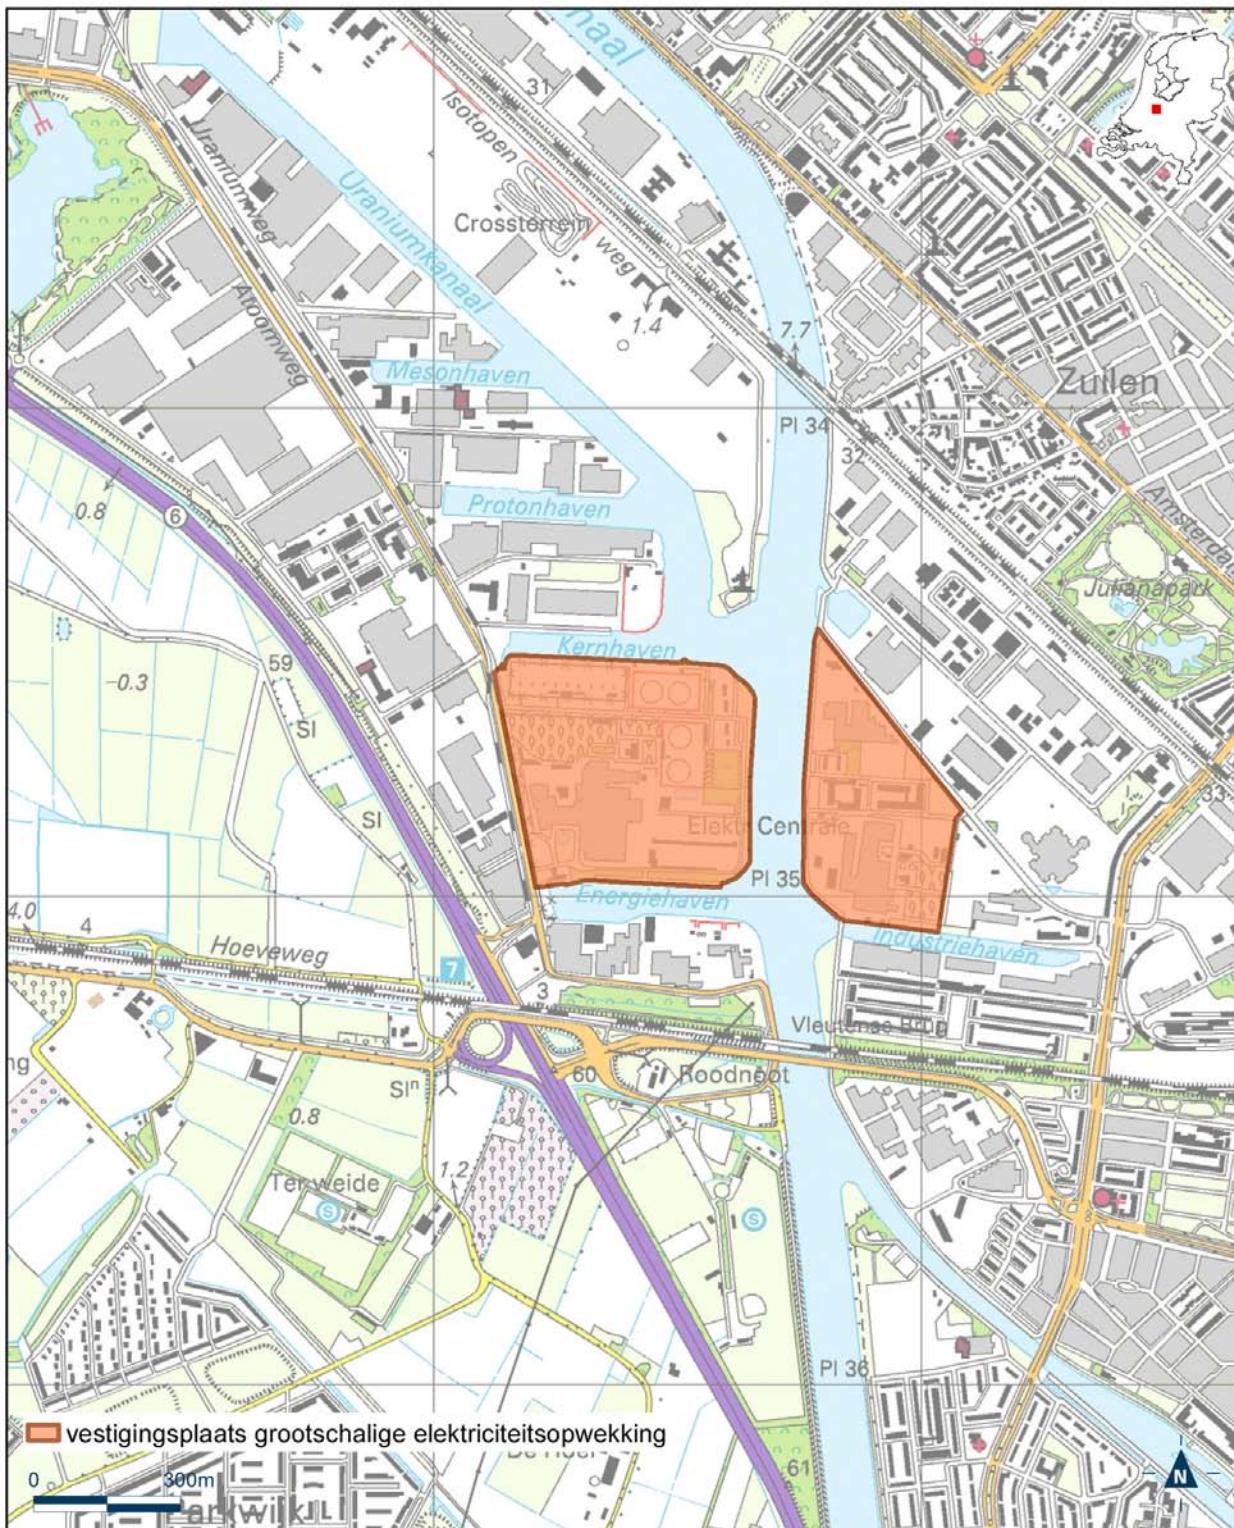 naal
31
Isotopen
Uraniumweg
Uraniumkanaal
Crossterrein
weg
1.4
7.7
Atoomweg
Mesonhaven
Zuilen
Pl 34
32
0.8
6
Protonhaven
Amsterda
Julianapark
Kernhaven
59
-0.3
Sl
Sl
33
Elektr Centrale
Pl 35
Energiehaven
4.0
4
Hoeveweg
Industriehaven
7
3
Vleutense Brug
ng
60
Roodnoot
Slⁿ
0.8
1.2
Terweide
S
S
8
Pl 36
vestigingsplaats grootschalige elektriciteitsopwekking
61
0
300m
N